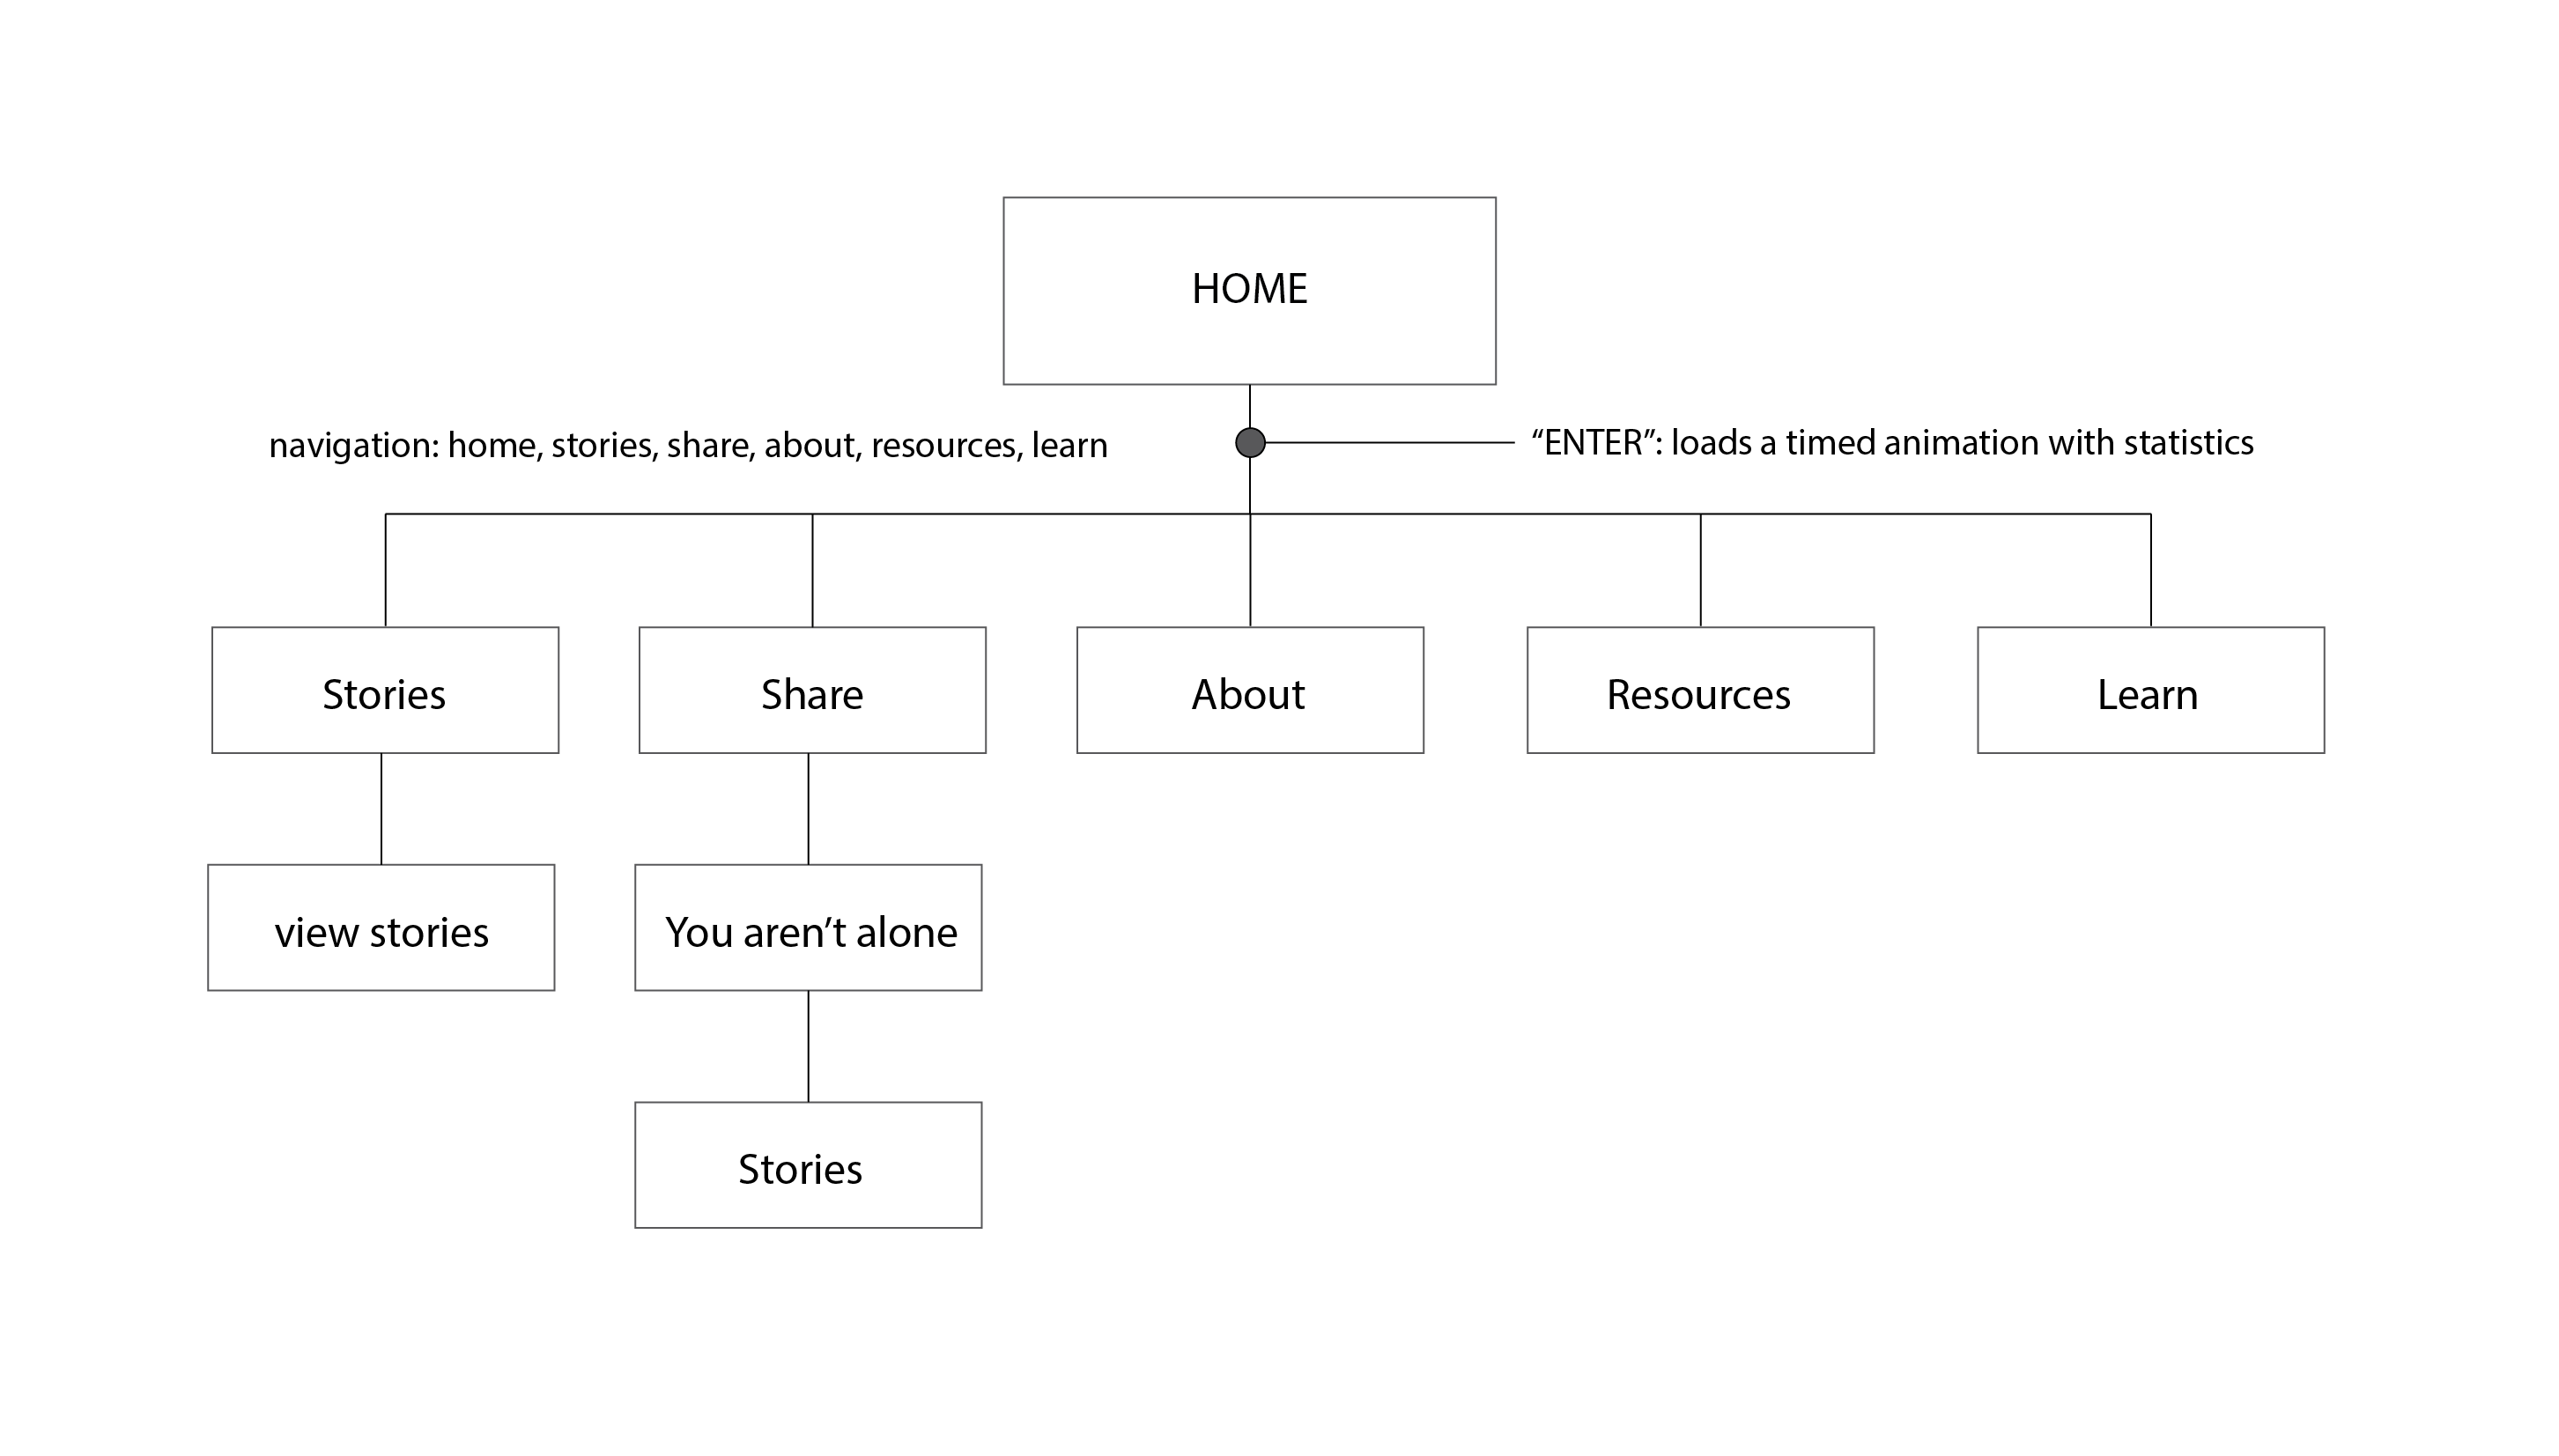 HOME
navigation: home, stories, share, about, resources, learn
“ENTER”: loads a timed animation with statistics
Stories
Share
About
Resources
Learn
view stories
You aren’t alone
Stories